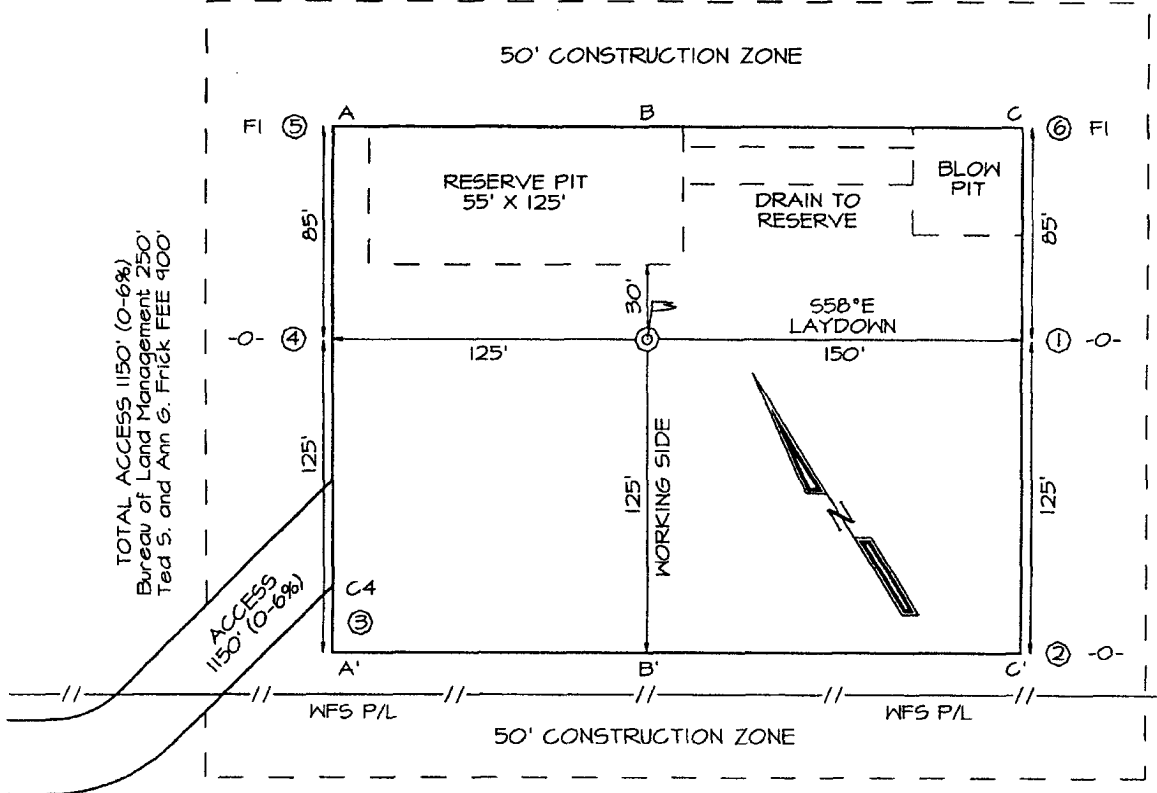 50' CONSTRUCTION ZONE
A
B
C
F1 ⑤
⑥ F1
RESERVE PIT
55' X 125'
BLOW
PIT
DRAIN TO
RESERVE
85'
85'
TOTAL ACCESS 1150' (0-6%)
Bureau of Land Management 250'
Ted S. and Ann G. Frick FEE 900'
30'
S58°E
LAYDOWN
-O- ④
125'
150'
① -O-
125'
125'
WORKING SIDE
125'
N
ACCESS
1150' (0-6%)
C4
③
② -O-
A'
B'
C'
WFS P/L
WFS P/L
50' CONSTRUCTION ZONE